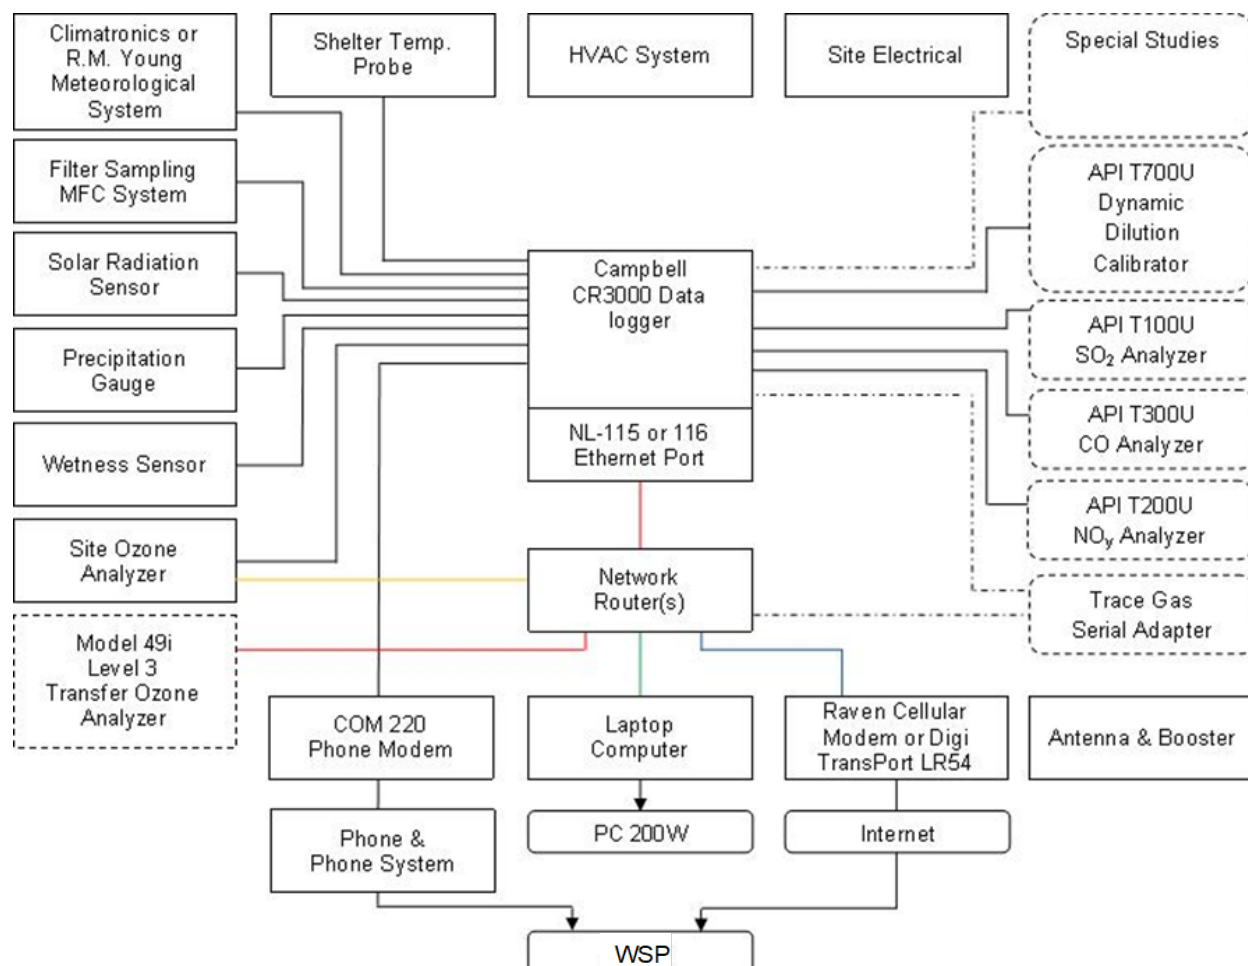 Climatronics or
R.M. Young
Meteorological
System
Shelter Temp.
Probe
HVAC System
Site Electrical
Special Studies
Filter Sampling
MFC System
API T700U
Dynamic
Dilution
Calibrator
Solar Radiation
Sensor
Campbell
CR3000 Data
logger
Precipitation
Gauge
API T100U
SO₂ Analyzer
Wetness Sensor
NL-115 or 116
Ethernet Port
API T300U
CO Analyzer
API T200U
NOy Analyzer
Site Ozone
Analyzer
Network
Router(s)
Trace Gas
Serial Adapter
Model 49i
Level 3
Transfer Ozone
Analyzer
COM 220
Phone Modem
Laptop
Computer
Raven Cellular
Modem or Digi
TransPort LR54
Antenna & Booster
Phone &
Phone System
PC 200W
Internet
WSP